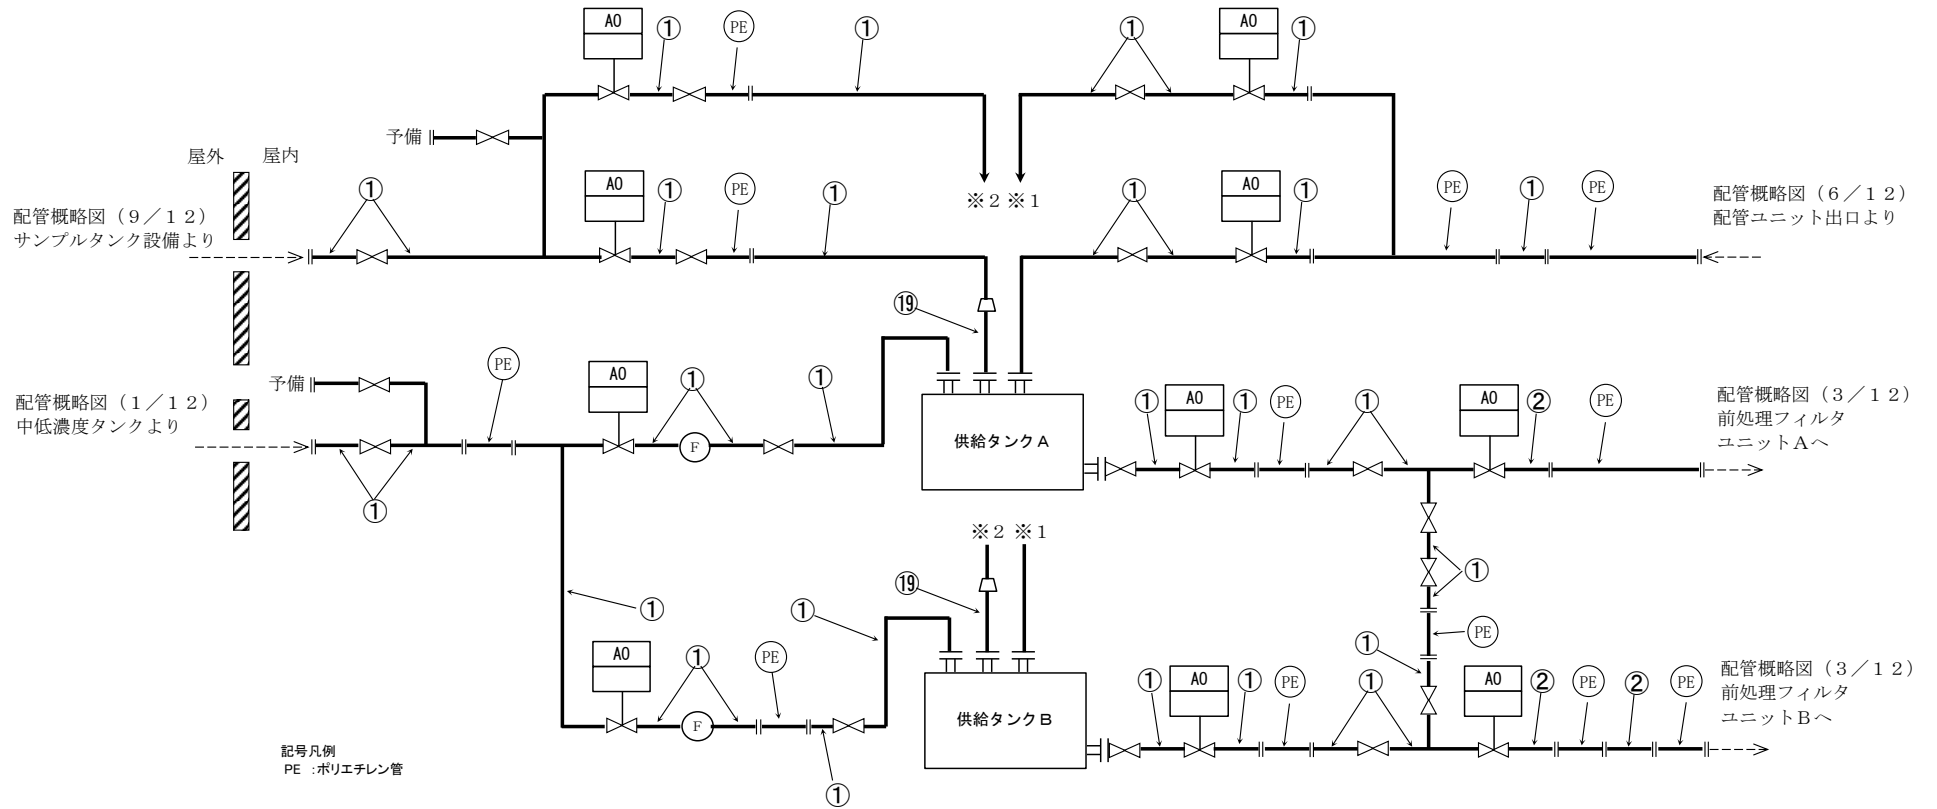 AO
①
PE
①
①
AO
①
予備
屋外
屋内
①
AO
①
PE
①
※2
※1
①
AO
①
PE
①
PE
配管概略図（9／12）
サンプルタンク設備より
配管概略図（6／12）
配管ユニット出口より
⑲
予備
PE
AO
①
①
配管概略図（1／12）
中低濃度タンクより
F
①
供給タンクA
①
AO
①
PE
①
AO
②
PE
配管概略図（3／12）
前処理フィルタ
ユニットAへ
※2
※1
⑲
①
①
①
PE
①
AO
①
PE
F
①
供給タンクB
①
AO
①
PE
①
AO
②
PE
②
PE
配管概略図（3／12）
前処理フィルタ
ユニットBへ
記号凡例
PE ：ポリエチレン管